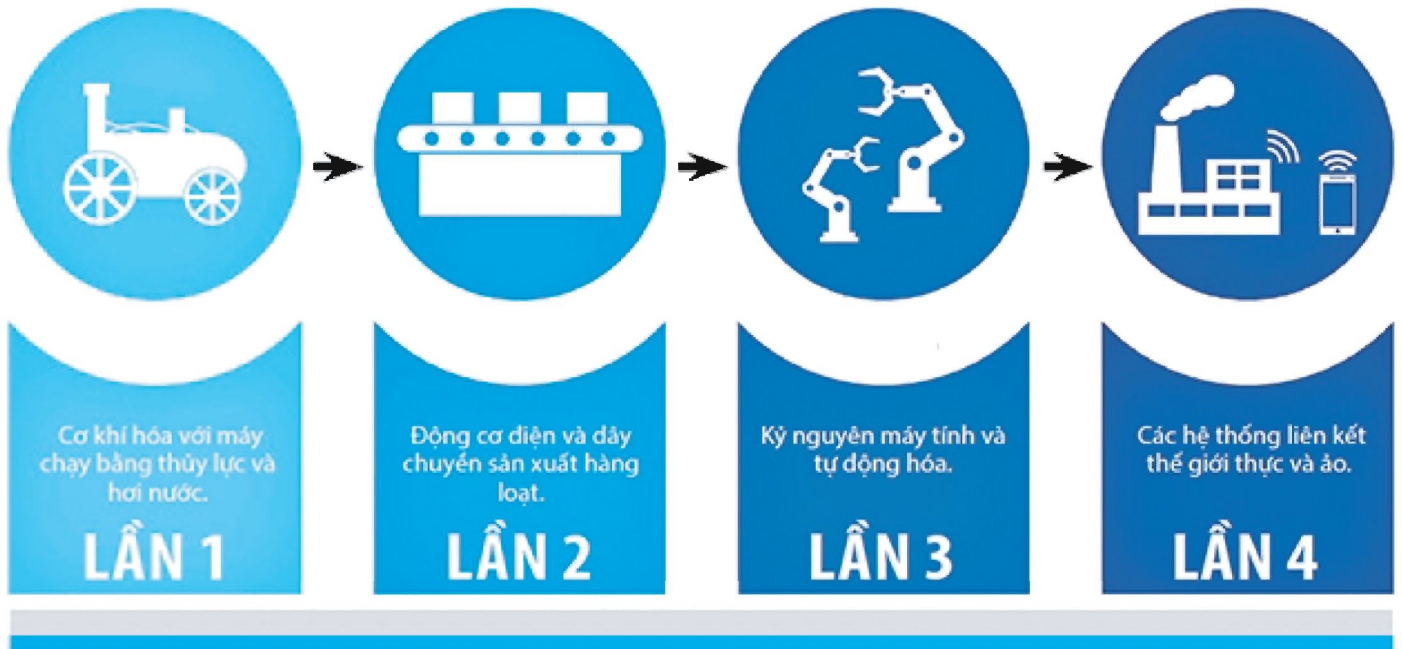 Cơ khí hóa với máy
chạy bằng thủy lực và
hơi nước.
LẦN 1
Động cơ điện và dây
chuyển sản xuất hàng
loạt.
LẦN 2
Kỷ nguyên máy tính và
tự động hóa.
LẦN 3
Các hệ thống liên kết
thế giới thực và ảo.
LẦN 4